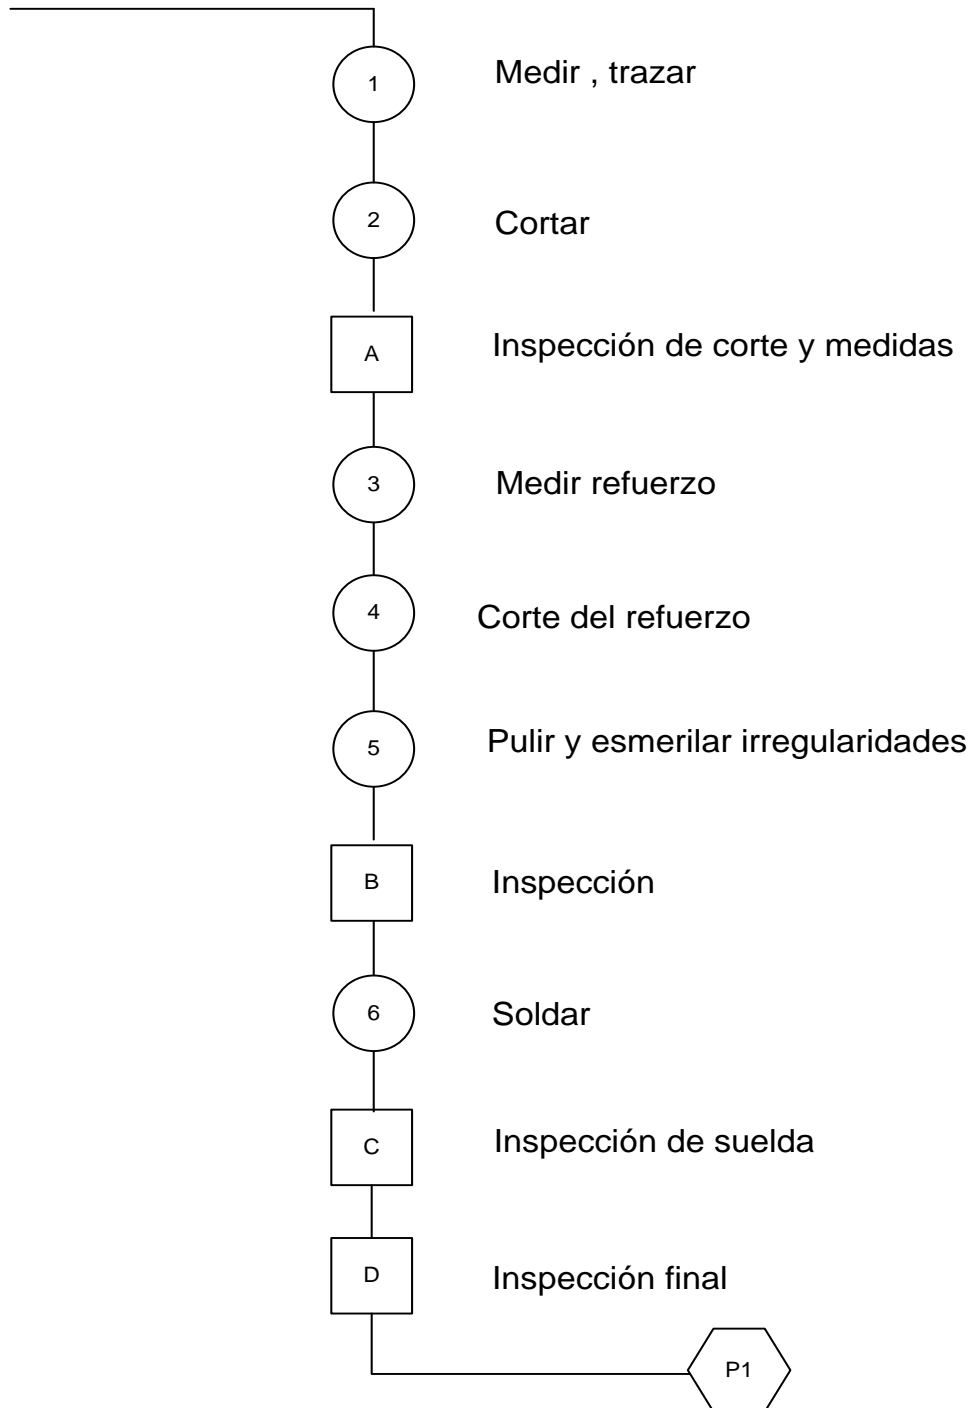 1 Medir , trazar
2 Cortar
A Inspección de corte y medidas
3 Medir refuerzo
4 Corte del refuerzo
5 Pulir y esmerilar irregularidades
B Inspección
6 Soldar
C Inspección de suelda
D Inspección final
P1